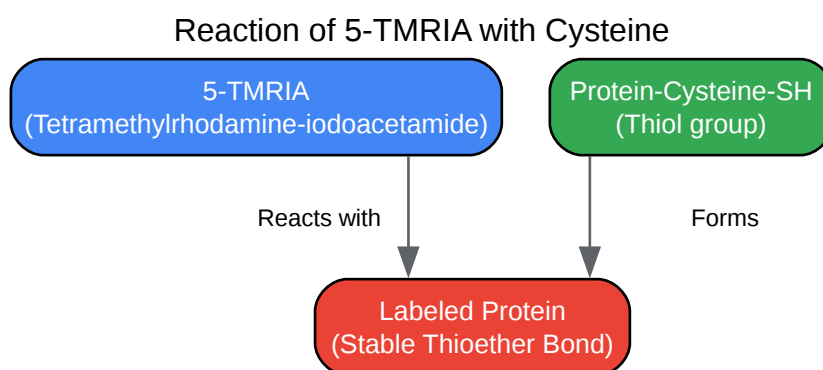 Reaction of 5-TMRIA with Cysteine
5-TMRIA
(Tetramethylrhodamine-iodoacetamide)
Protein-Cysteine-SH
(Thiol group)
Reacts with
Forms
Labeled Protein
(Stable Thioether Bond)